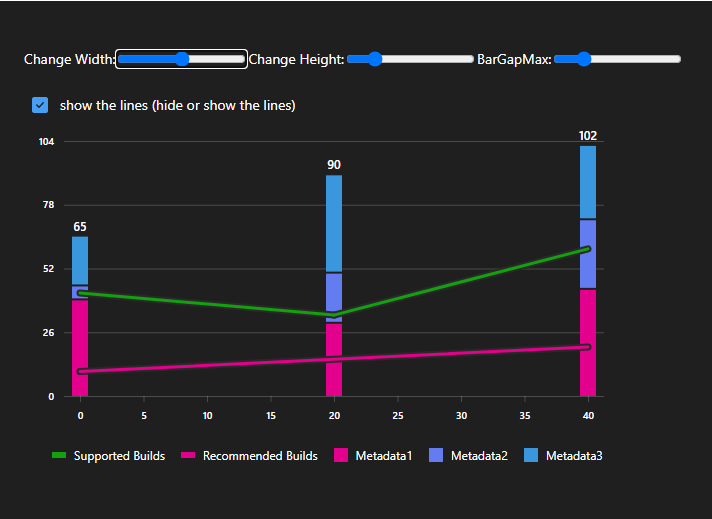 Change Width: Change Height: BarGapMax:
show the lines (hide or show the lines)
104
102
90
78
65
52
26
0
0 5 10 15 20 25 30 35 40
Supported Builds Recommended Builds Metadata1 Metadata2 Metadata3